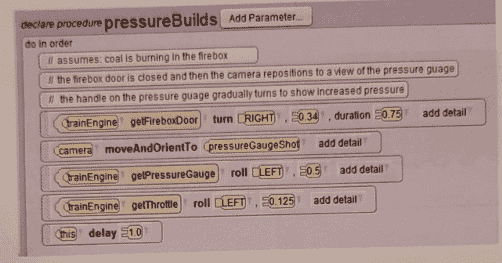 declare procedure pressureBuilds Add Parameter...
do in order
// assumes: coal is burning in the firebox
// the firebox door is closed and then the camera repositions to a view of the pressure guage
// the handle on the pressure guage gradually turns to show increased pressure
trainEngine getFireboxDoor turn RIGHT , 0.34 , duration 0.75 add detail
camera moveAndOrientTo pressureGaugeShot add detail
trainEngine getPressureGauge roll LEFT , 0.5 add detail
trainEngine getThrottle roll LEFT , 0.125 add detail
this delay 1.0